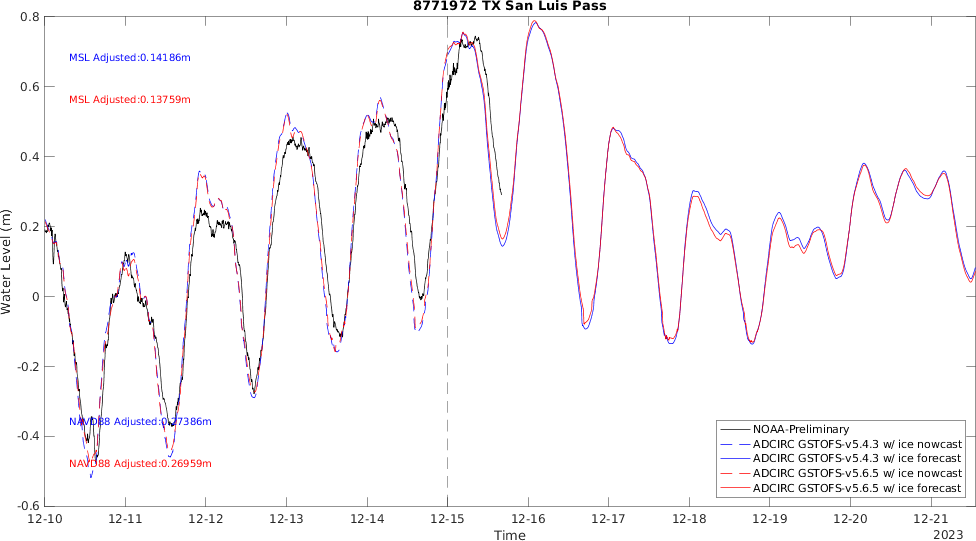 8771972 TX San Luis Pass
0.8
MSL Adjusted:0.14186m
0.6
MSL Adjusted:0.13759m
0.4
0.2
Water Level (m)
0
-0.2
NAVD88 Adjusted:0.27386m
-0.4
NAVD88 Adjusted:0.26959m
-0.6
NOAA-Preliminary
ADCIRC GSTOFS-v5.4.3 w/ ice nowcast
ADCIRC GSTOFS-v5.4.3 w/ ice forecast
ADCIRC GSTOFS-v5.6.5 w/ ice nowcast
ADCIRC GSTOFS-v5.6.5 w/ ice forecast
12-10 12-11 12-12 12-13 12-14 12-15 12-16 12-17 12-18 12-19 12-20 12-21
Time
2023